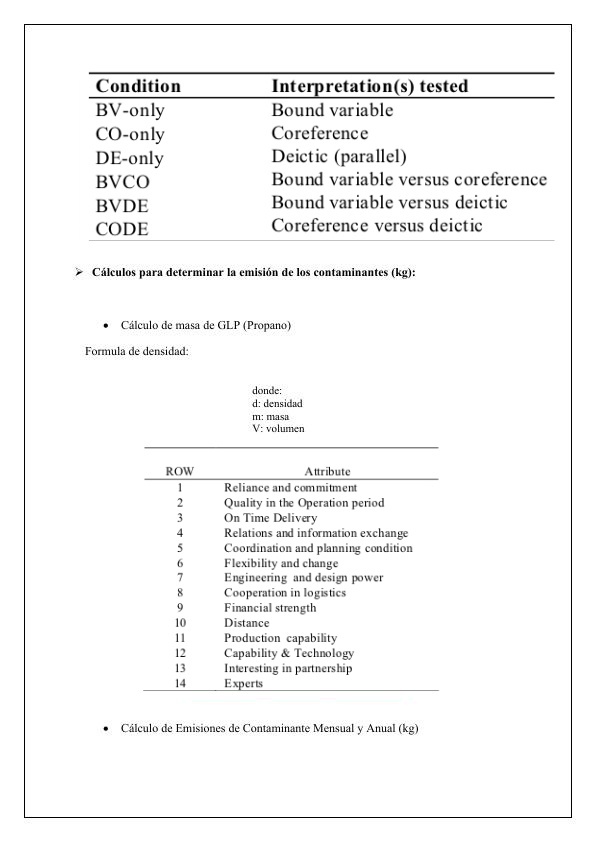 Condition Interpretation(s) tested
BV-only Bound variable
CO-only Coreference
DE-only Deictic (parallel)
BVCO Bound variable versus coreference
BVDE Bound variable versus deictic
CODE Coreference versus deictic
➢ Cálculos para determinar la emisión de los contaminantes (kg):
• Cálculo de masa de GLP (Propano)
Formula de densidad:
donde:
d: densidad
m: masa
V: volumen
ROW Attribute
1 Reliance and commitment
2 Quality in the Operation period
3 On Time Delivery
4 Relations and information exchange
5 Coordination and planning condition
6 Flexibility and change
7 Engineering and design power
8 Cooperation in logistics
9 Financial strength
10 Distance
11 Production capability
12 Capability & Technology
13 Interesting in partnership
14 Experts
• Cálculo de Emisiones de Contaminante Mensual y Anual (kg)